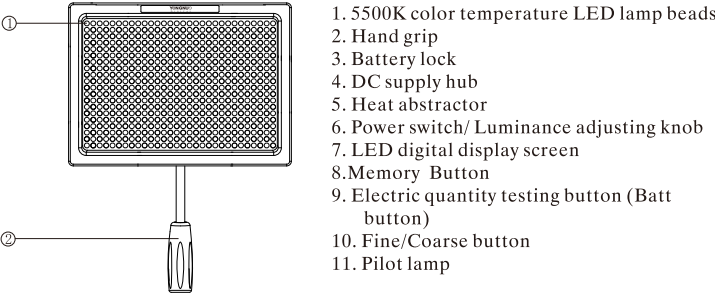 YONGNUO
①
②
1. 5500K color temperature LED lamp beads
2. Hand grip
3. Battery lock
4. DC supply hub
5. Heat abstractor
6. Power switch/ Luminance adjusting knob
7. LED digital display screen
8.Memory Button
9. Electric quantity testing button (Batt
button)
10. Fine/Coarse button
11. Pilot lamp